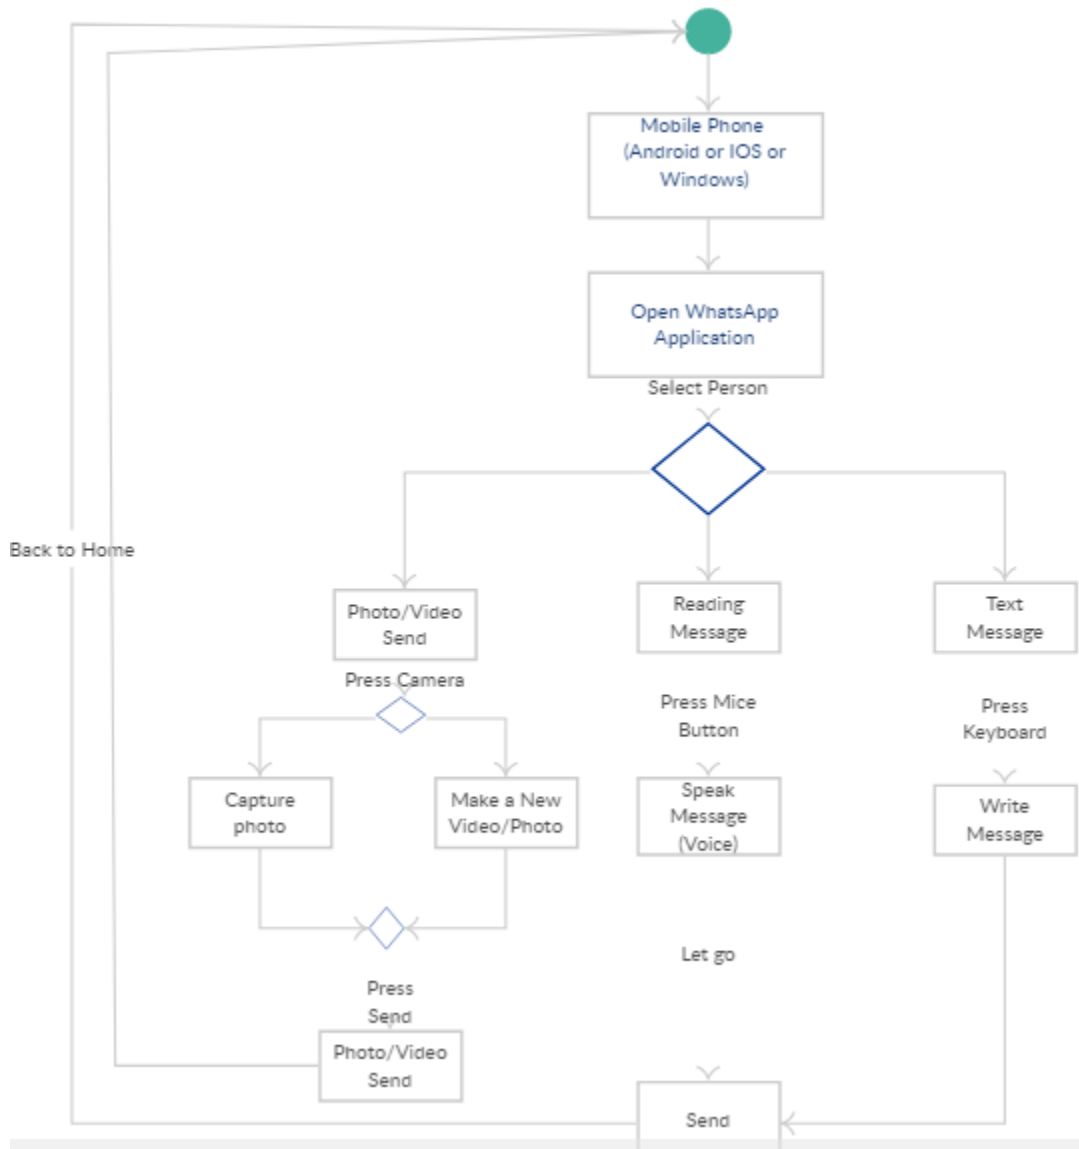 Mobile Phone
(Android or IOS or
Windows)
Open WhatsApp
Application
Select Person
Back to Home
Photo/Video
Send
Reading
Message
Text
Message
Press Camera
Press Mice
Button
Press
Keyboard
Capture
photo
Make a New
Video/Photo
Speak
Message
(Voice)
Write
Message
Let go
Press
Send
Photo/Video
Send
Send